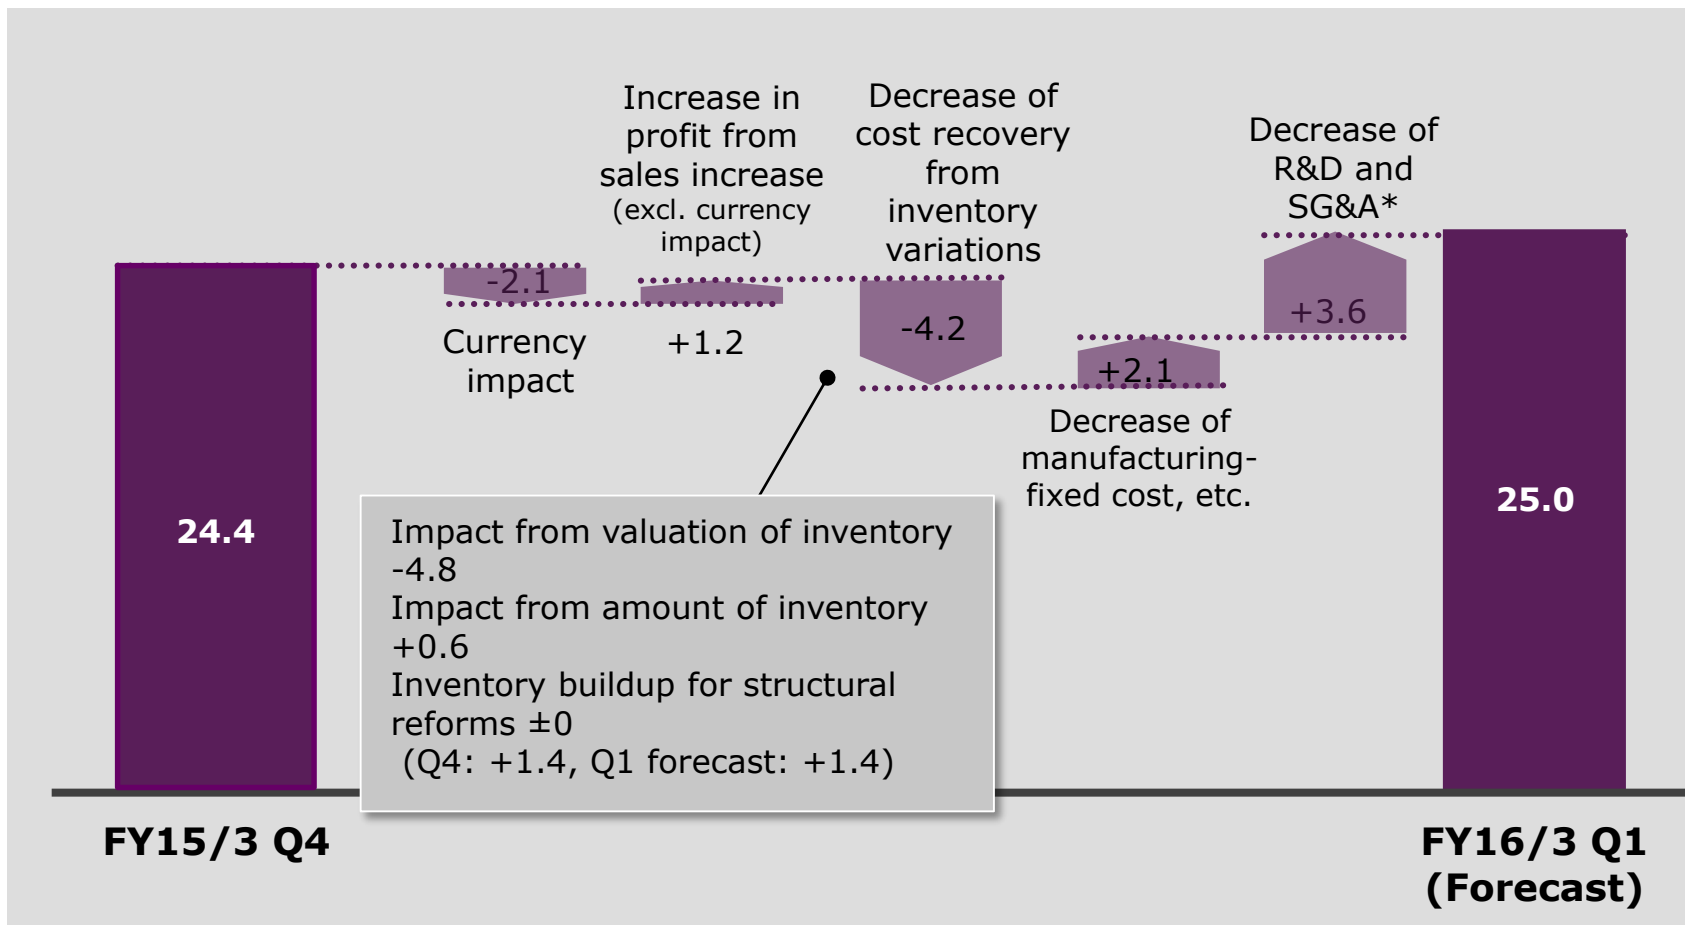 Increase in
profit from
sales increase
(excl. currency
impact)
Decrease of
cost recovery
from
inventory
variations
Decrease of
R&D and
SG&A*
-2.1
Currency
impact
+1.2
-4.2
+2.1
Decrease of
manufacturing-
fixed cost, etc.
+3.6
24.4
25.0
Impact from valuation of inventory
-4.8
Impact from amount of inventory
+0.6
Inventory buildup for structural
reforms ±0
(Q4: +1.4, Q1 forecast: +1.4)
FY15/3 Q4
FY16/3 Q1
(Forecast)